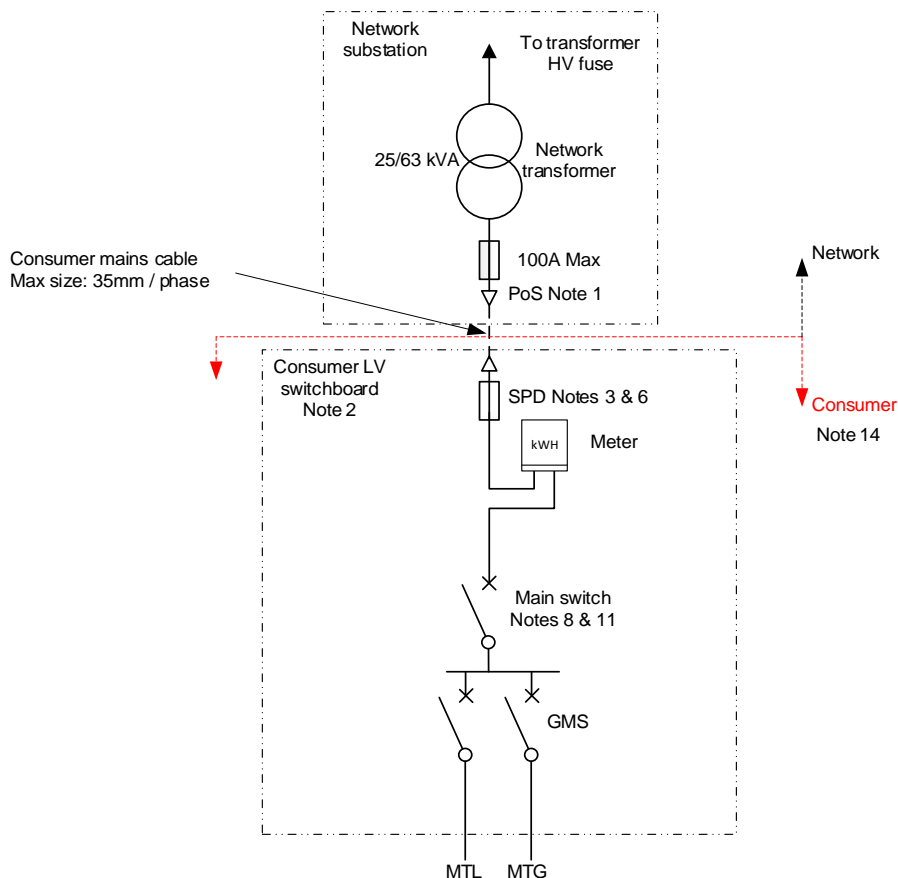 Network
substation
To transformer
HV fuse
25/63 kVA
Network
transformer
Consumer mains cable
Max size: 35mm / phase
100A Max
PoS Note 1
Network
Consumer LV
switchboard
Note 2
SPD Notes 3 & 6
Consumer
Note 14
kWH
Meter
Main switch
Notes 8 & 11
GMS
MTL
MTG